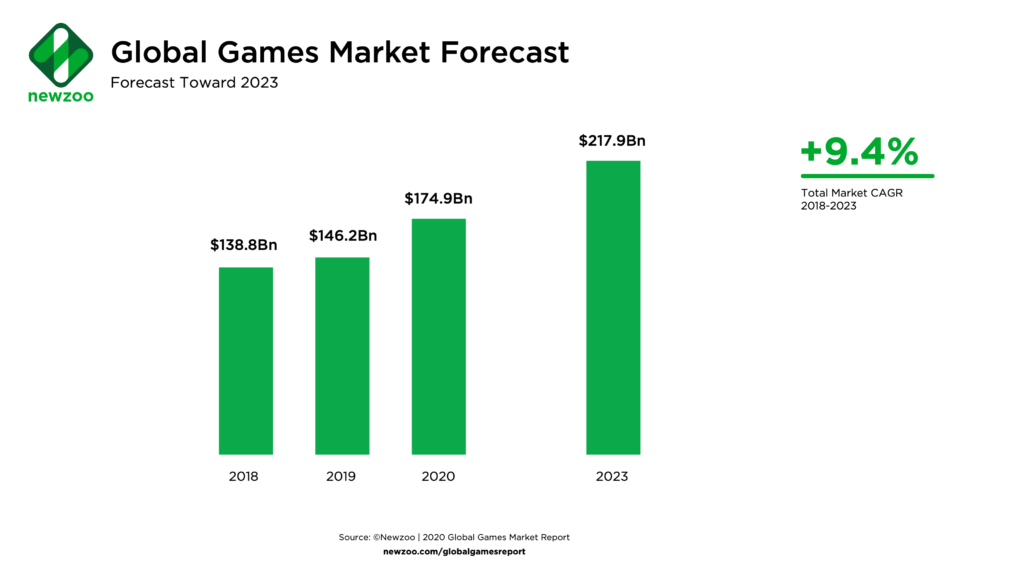 newzoo
Global Games Market Forecast
Forecast Toward 2023
$138.8Bn
$146.2Bn
$174.9Bn
$217.9Bn
2018
2019
2020
2023
+9.4%
Total Market CAGR
2018-2023
Source: ©Newzoo | 2020 Global Games Market Report
newzoo.com/globalgamesreport